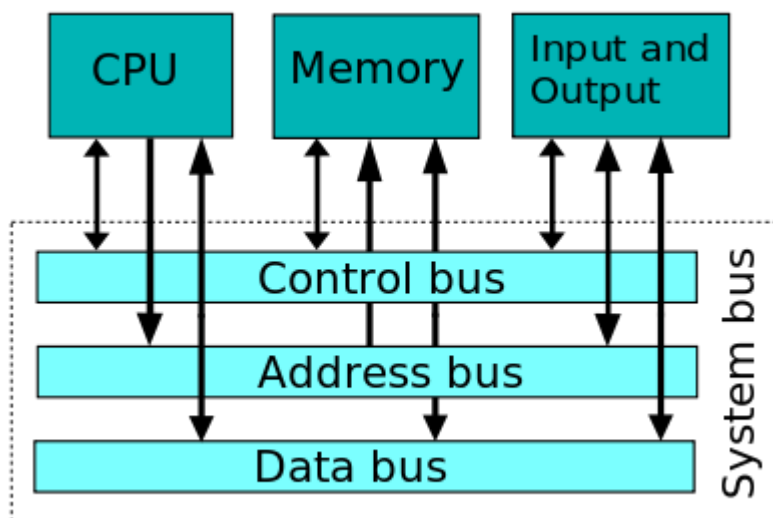 CPU
Memory
Input and
Output
Control bus
Address bus
Data bus
System bus